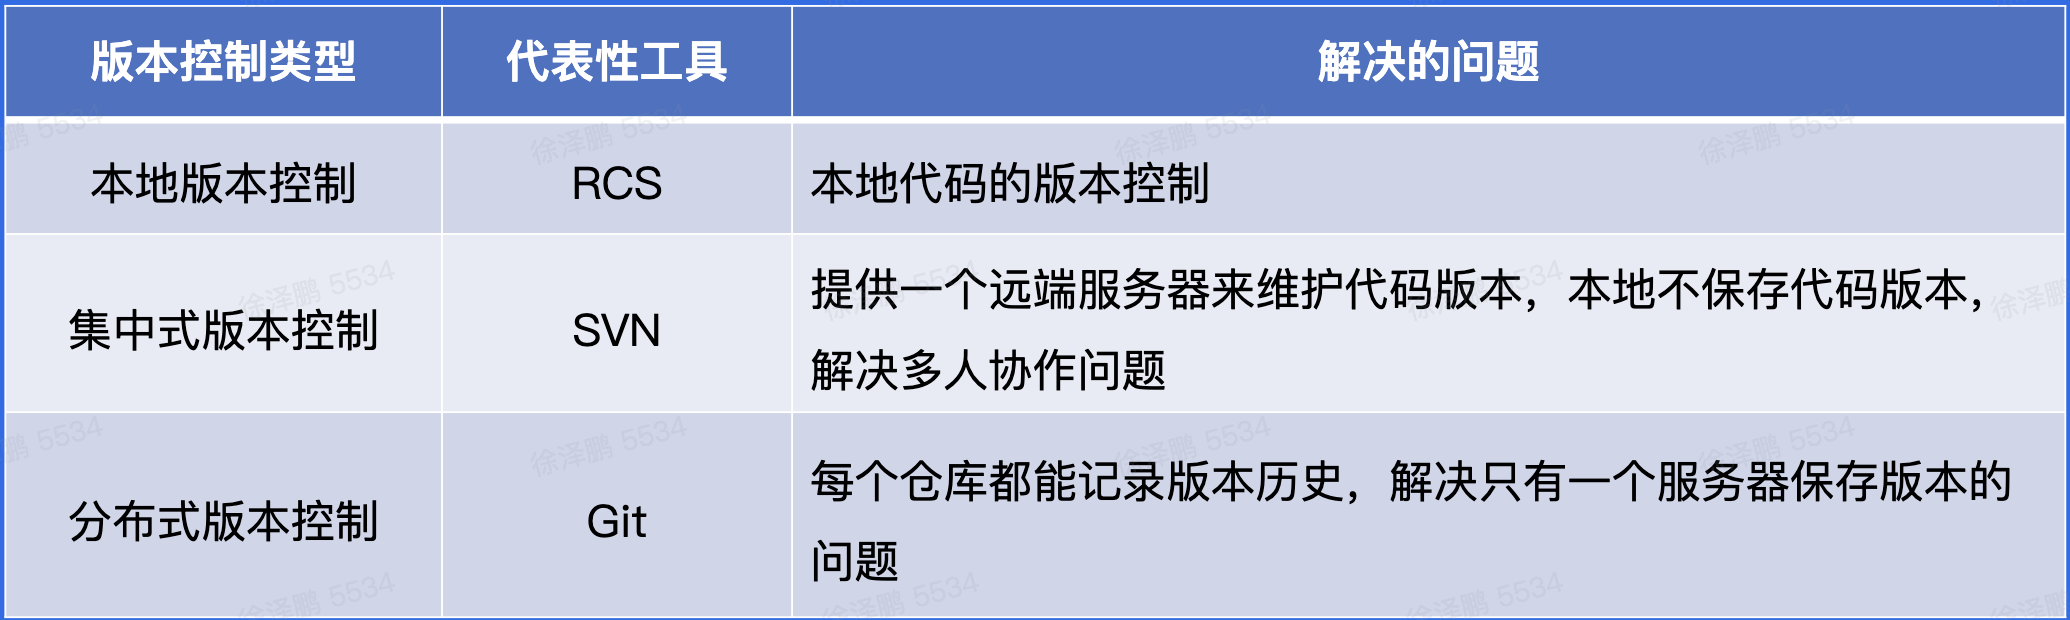 版本控制类型 代表性工具 解决的问题
本地版本控制 RCS 本地代码的版本控制
集中式版本控制 SVN 提供一个远端服务器来维护代码版本，本地不保存代码版本，
解决多人协作问题
分布式版本控制 Git 每个仓库都能记录版本历史，解决只有一个服务器保存版本的
问题
徐泽鹏 5534